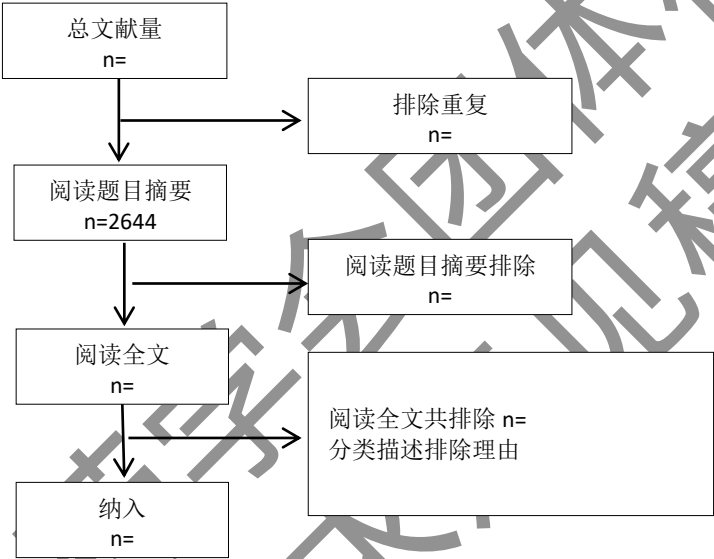 总文献量
n=
排除重复
n=
阅读题目摘要
n=2644
阅读题目摘要排除
n=
阅读全文
n=
阅读全文共排除 n=
分类描述排除理由
纳入
n=